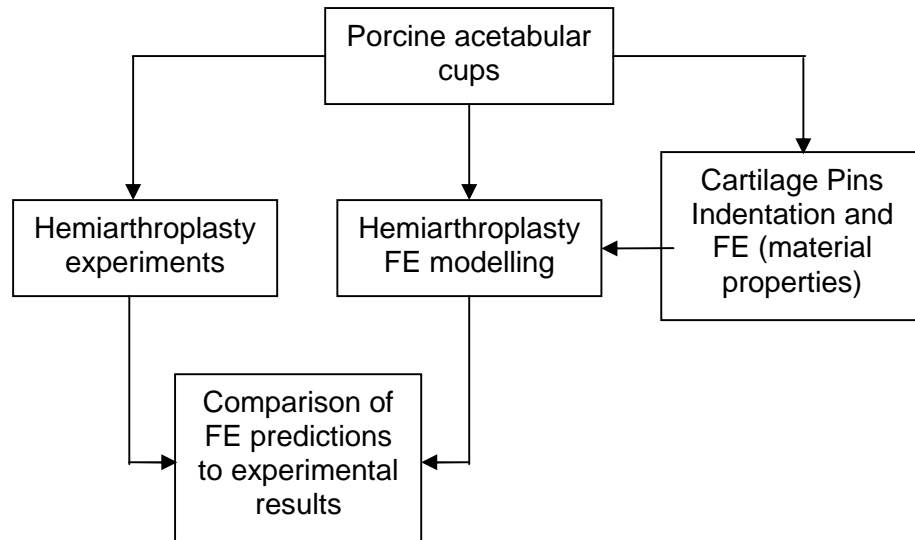 Porcine acetabular
cups
Hemiarthroplasty
experiments
Hemiarthroplasty
FE modelling
Cartilage Pins
Indentation and
FE (material
properties)
Comparison of
FE predictions
to experimental
results